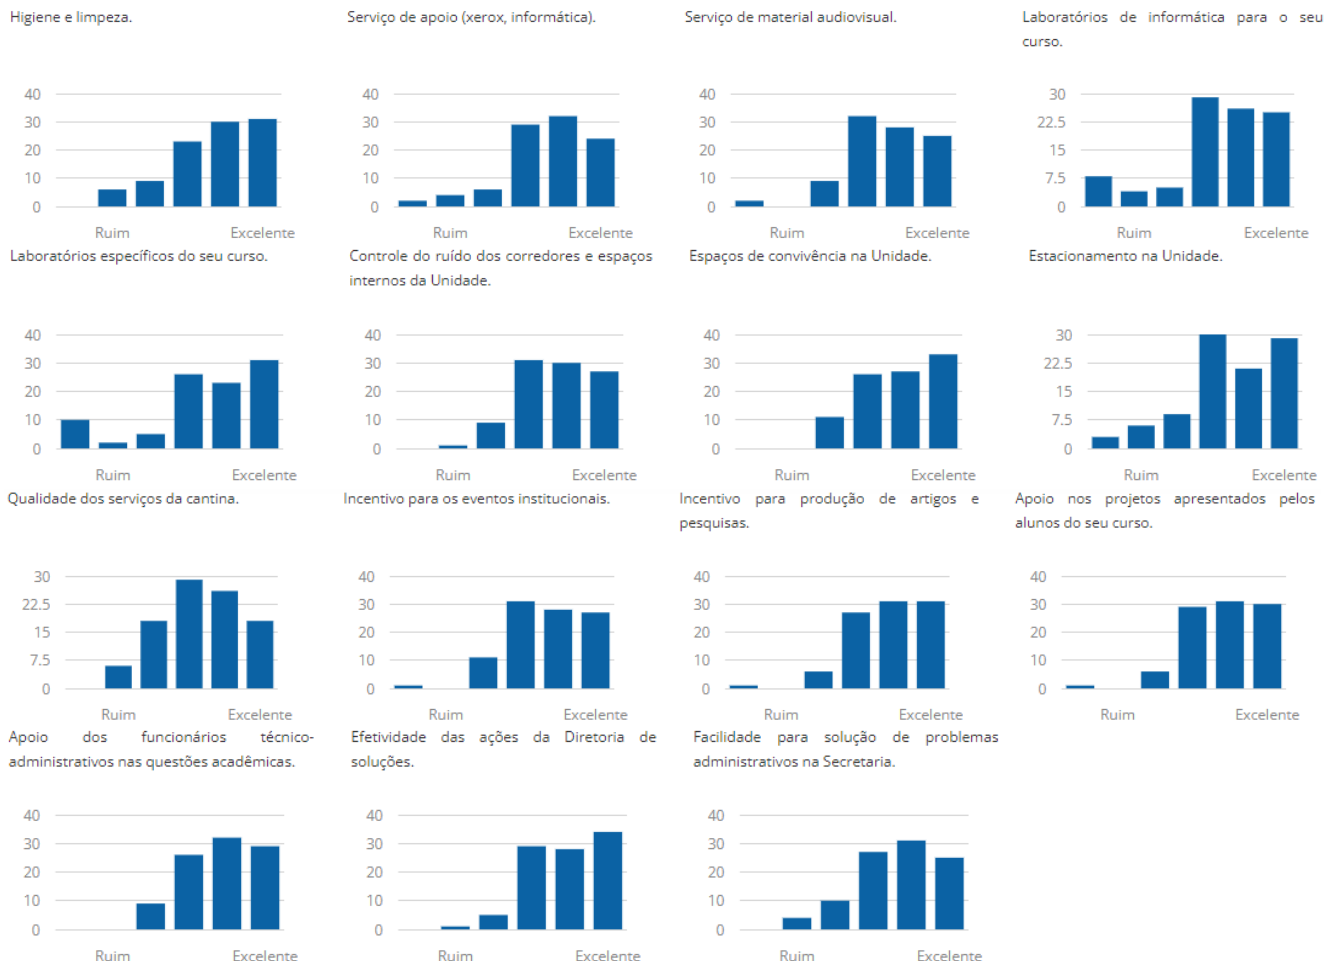 Higiene e limpeza.
Serviço de apoio (xerox, informática).
Serviço de material audiovisual.
Laboratórios de informática para o seu
curso.
40
30
20
10
0
Ruim
Excelente
40
30
20
10
0
Ruim
Excelente
40
30
20
10
0
Ruim
Excelente
30
22.5
15
7.5
0
Ruim
Excelente
Laboratórios específicos do seu curso.
Controle do ruído dos corredores e espaços
internos da Unidade.
Espaços de convivência na Unidade.
Estacionamento na Unidade.
40
30
20
10
0
Ruim
Excelente
40
30
20
10
0
Ruim
Excelente
40
30
20
10
0
Ruim
Excelente
30
22.5
15
7.5
0
Ruim
Excelente
Qualidade dos serviços da cantina.
Incentivo para os eventos institucionais.
Incentivo para produção de artigos e
pesquisas.
Apoio nos projetos apresentados pelos
alunos do seu curso.
30
22.5
15
7.5
0
Ruim
Excelente
40
30
20
10
0
Ruim
Excelente
40
30
20
10
0
Ruim
Excelente
40
30
20
10
0
Ruim
Excelente
Apoio dos funcionários técnico-
administrativos nas questões acadêmicas.
Efetividade das ações da Diretoria de
soluções.
Facilidade para solução de problemas
administrativos na Secretaria.
40
30
20
10
0
Ruim
Excelente
40
30
20
10
0
Ruim
Excelente
40
30
20
10
0
Ruim
Excelente